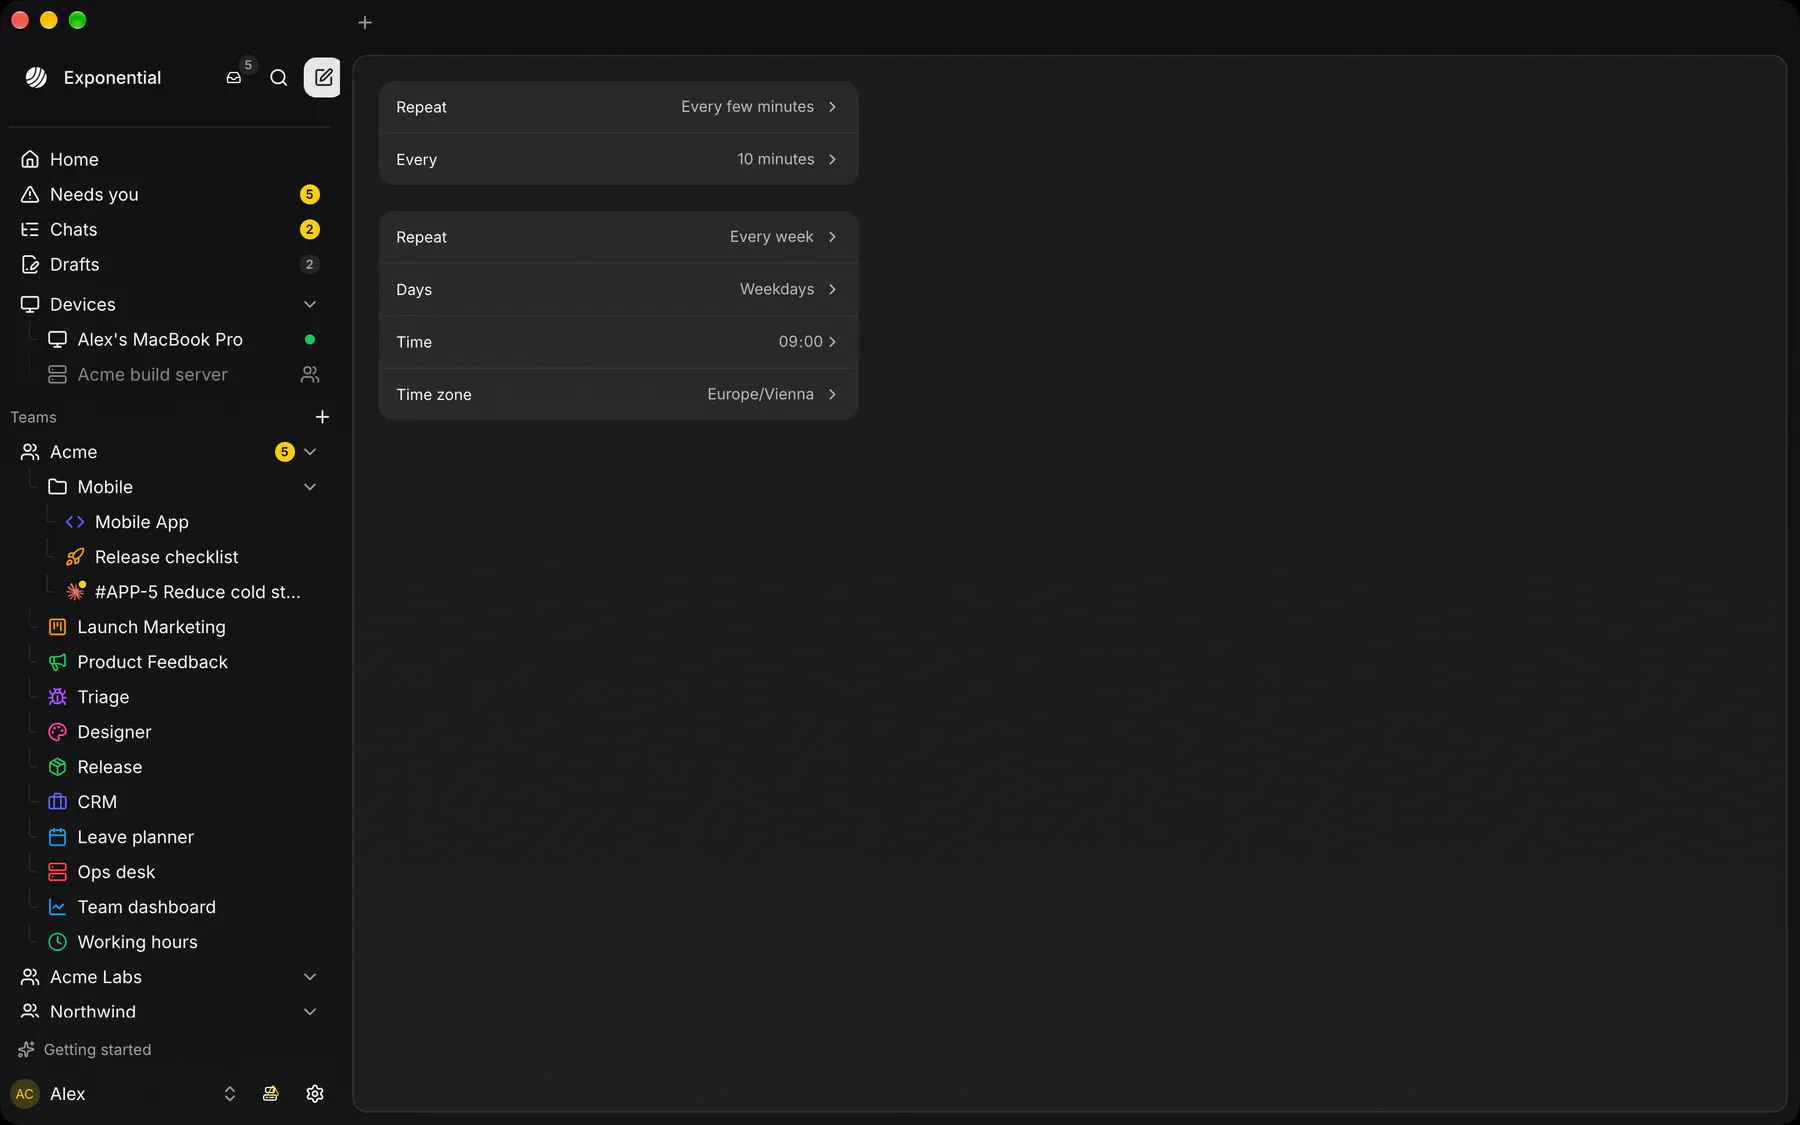 Exponential
5
Home
Needs you
5
Chats
2
Drafts
2
Devices
Alex's MacBook Pro
Acme build server
Teams
Acme
5
Mobile
Mobile App
Release checklist
#APP-5 Reduce cold st...
Launch Marketing
Product Feedback
Triage
Designer
Release
CRM
Leave planner
Ops desk
Team dashboard
Working hours
Acme Labs
Northwind
Getting started
AC
Alex
Repeat
Every few minutes
Every
10 minutes
Repeat
Every week
Days
Weekdays
Time
09:00
Time zone
Europe/Vienna